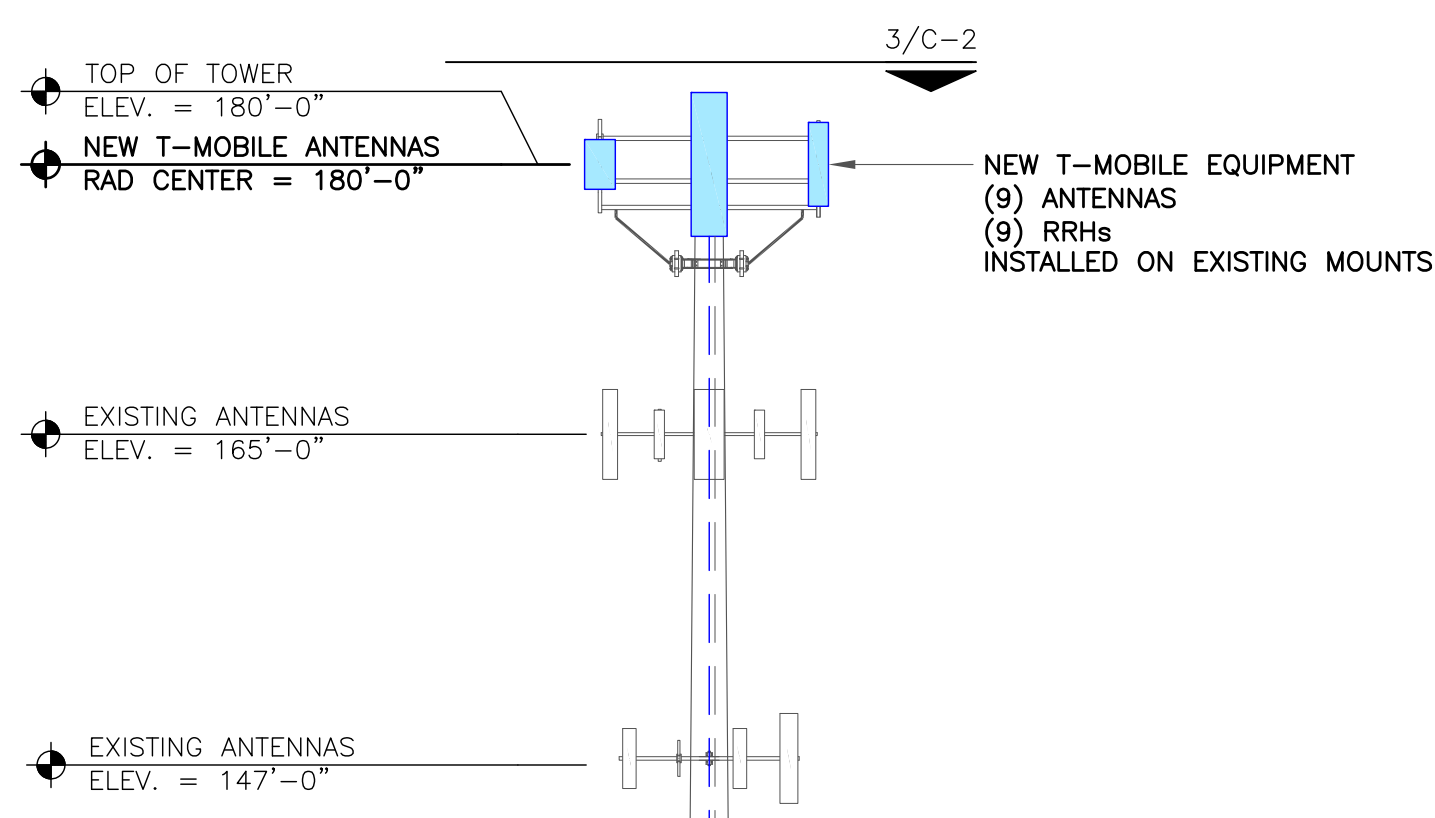 3/C-2
TOP OF TOWER
ELEV. = 180'-0"
NEW T-MOBILE ANTENNAS
RAD CENTER = 180'-0"
NEW T-MOBILE EQUIPMENT
(9) ANTENNAS
(9) RRHs
INSTALLED ON EXISTING MOUNTS
EXISTING ANTENNAS
ELEV. = 165'-0"
EXISTING ANTENNAS
ELEV. = 147'-0"